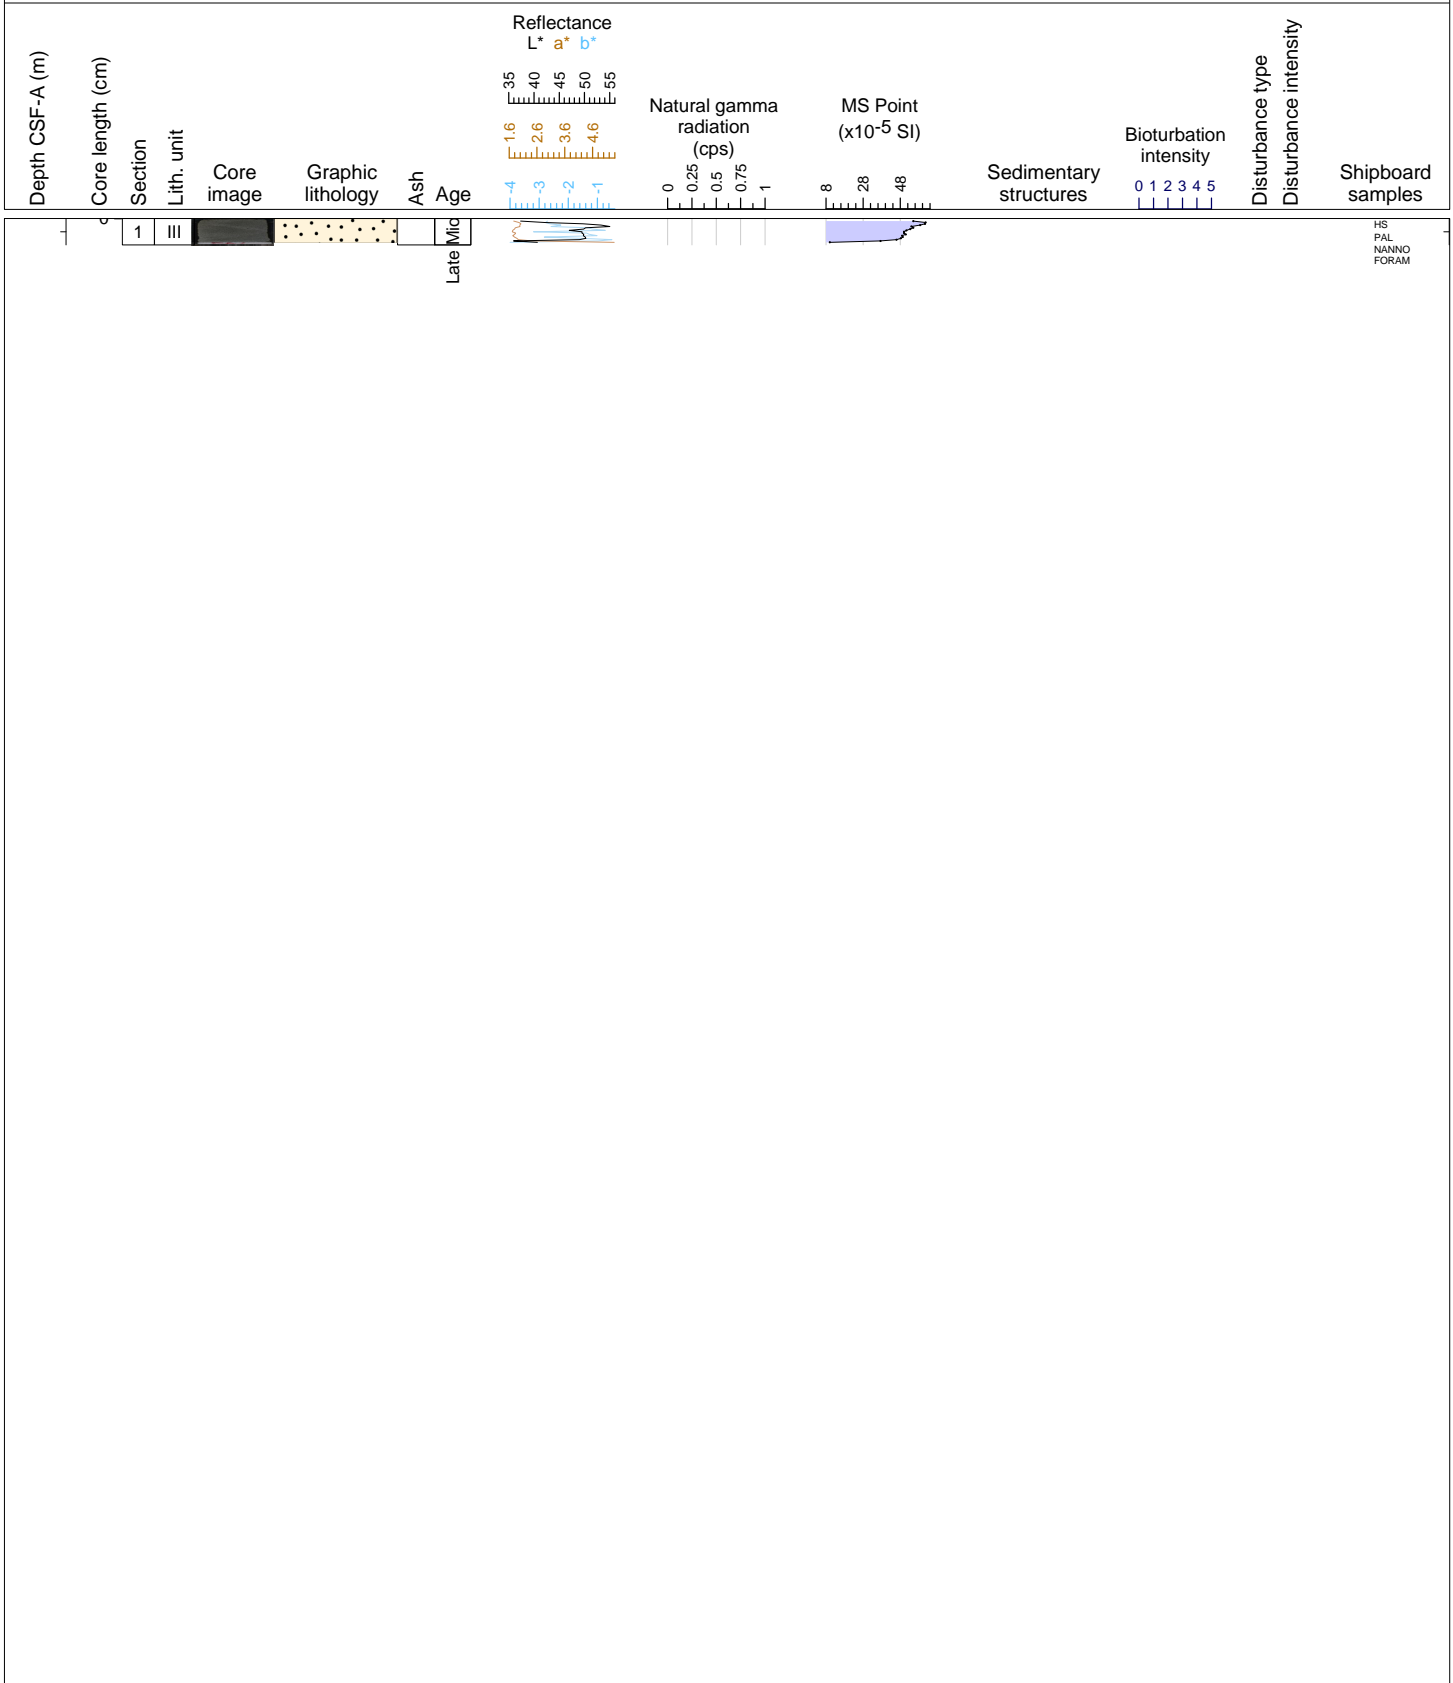 Depth CSF-A (m)
Core length (cm)
Section
Lith. unit
Core
image
Graphic
lithology
Ash
Age
Reflectance
L* a* b*
35 40 45 50 55
1.6 2.6 3.6 4.6
-4 -3 -2 -1
Natural gamma
radiation
(cps)
0 0.25 0.5 0.75 1
MS Point
(x10-5 SI)
8 28 48
Sedimentary
structures
Bioturbation
intensity
0 1 2 3 4 5
Disturbance type
Disturbance intensity
Shipboard
samples
1
III
Late Mio
HS
PAL
NANNO
FORAM